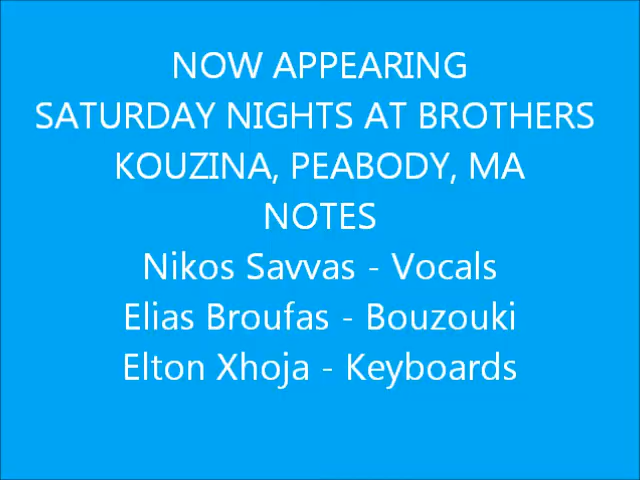 NOW APPEARING
SATURDAY NIGHTS AT BROTHERS
KOUZINA, PEABODY, MA
NOTES
Nikos Savvas - Vocals
Elias Broufas - Bouzouki
Elton Xhoja - Keyboards